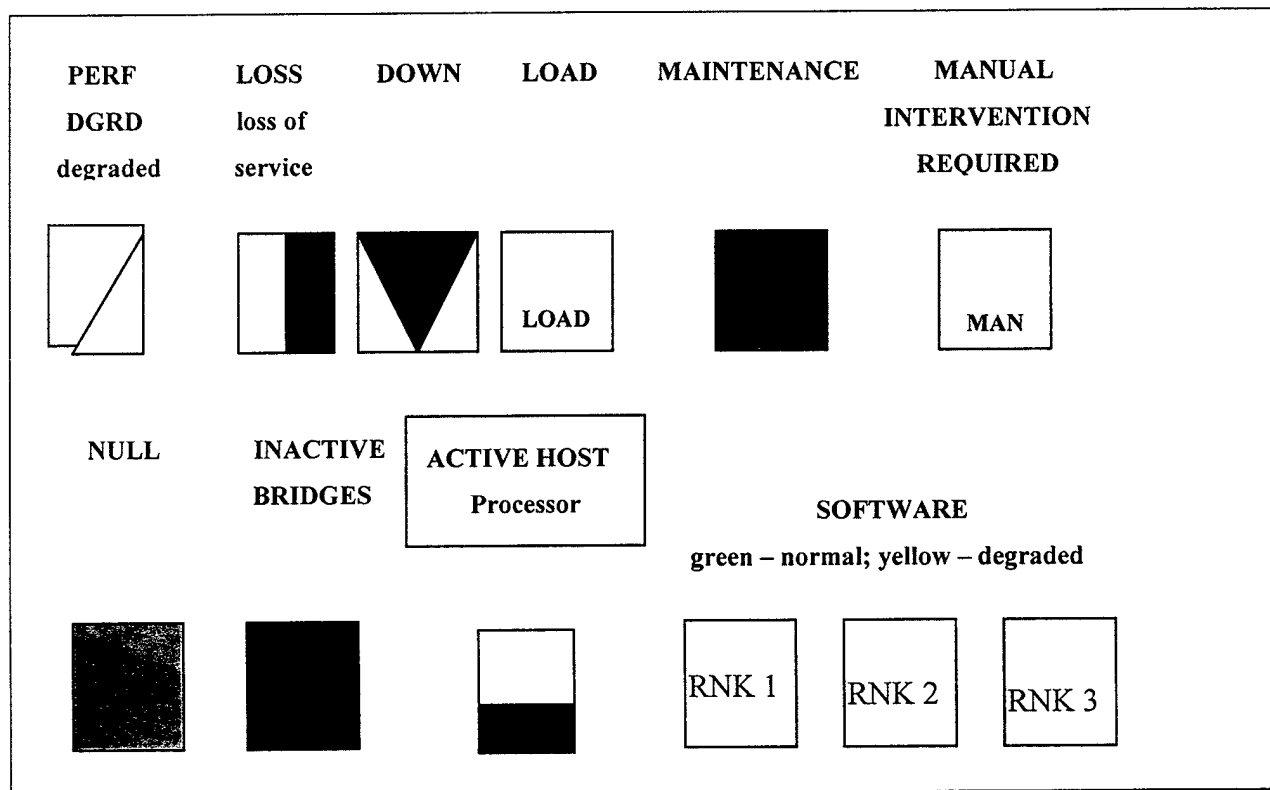 PERF
DGRD
degraded
LOSS
loss of
service
DOWN
LOAD
MAINTENANCE
MANUAL
INTERVENTION
REQUIRED
LOAD
MAN
NULL
INACTIVE
BRIDGES
ACTIVE HOST
Processor
SOFTWARE
green – normal; yellow – degraded
RNK 1
RNK 2
RNK 3